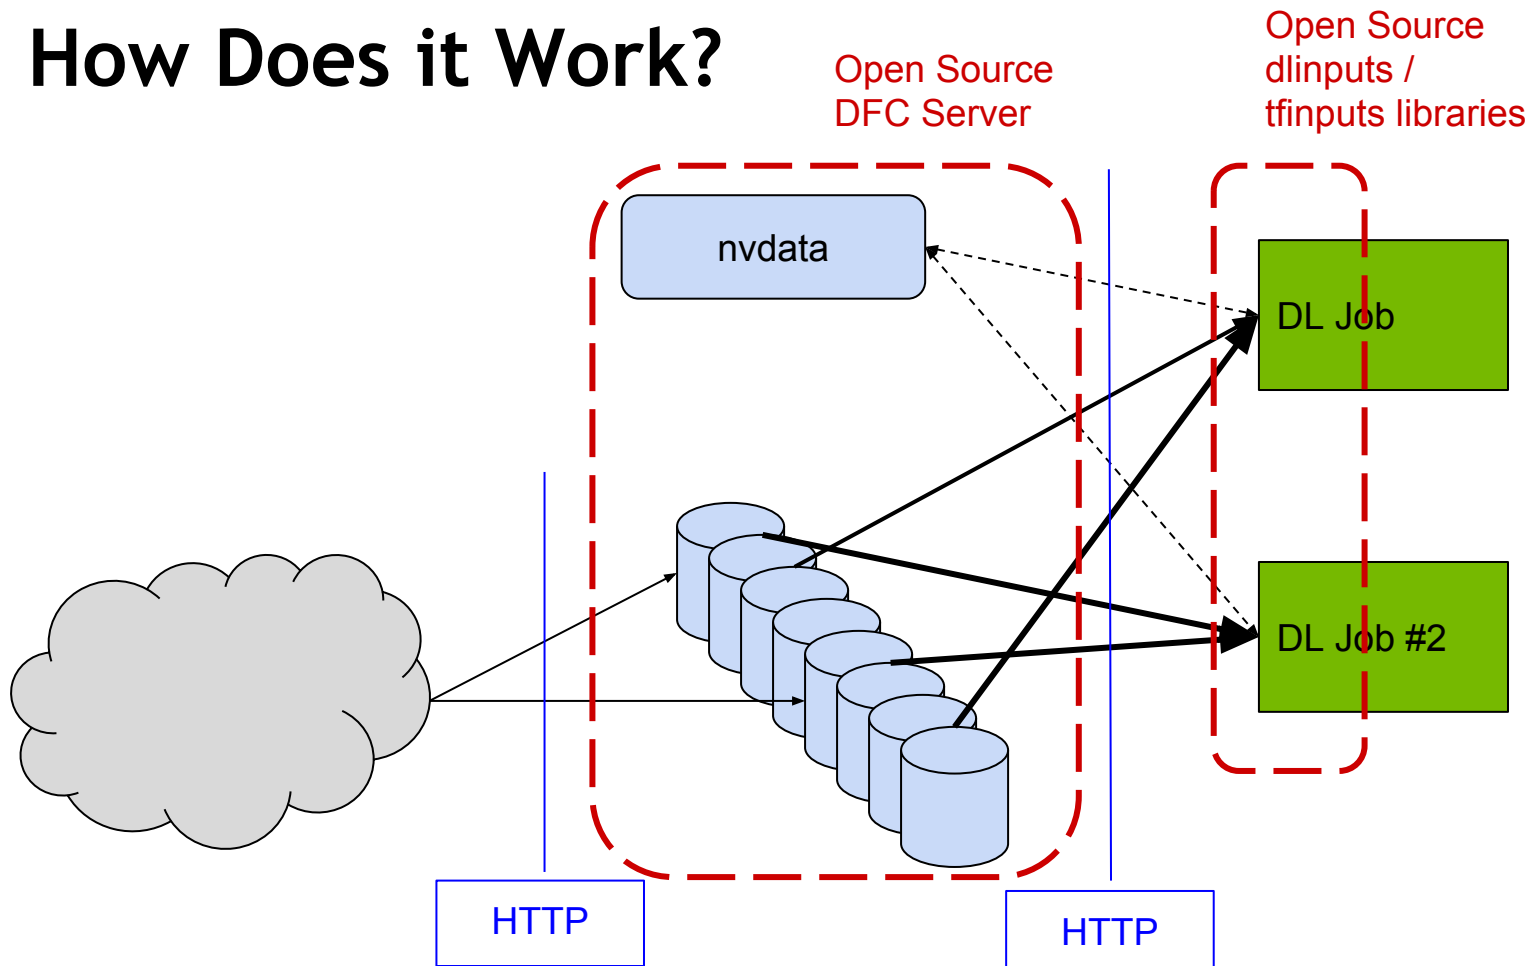 How Does it Work?
Open Source
DFC Server
Open Source
dlinputs /
tfinputs libraries
nvdata
DL Job
DL Job #2
HTTP
HTTP